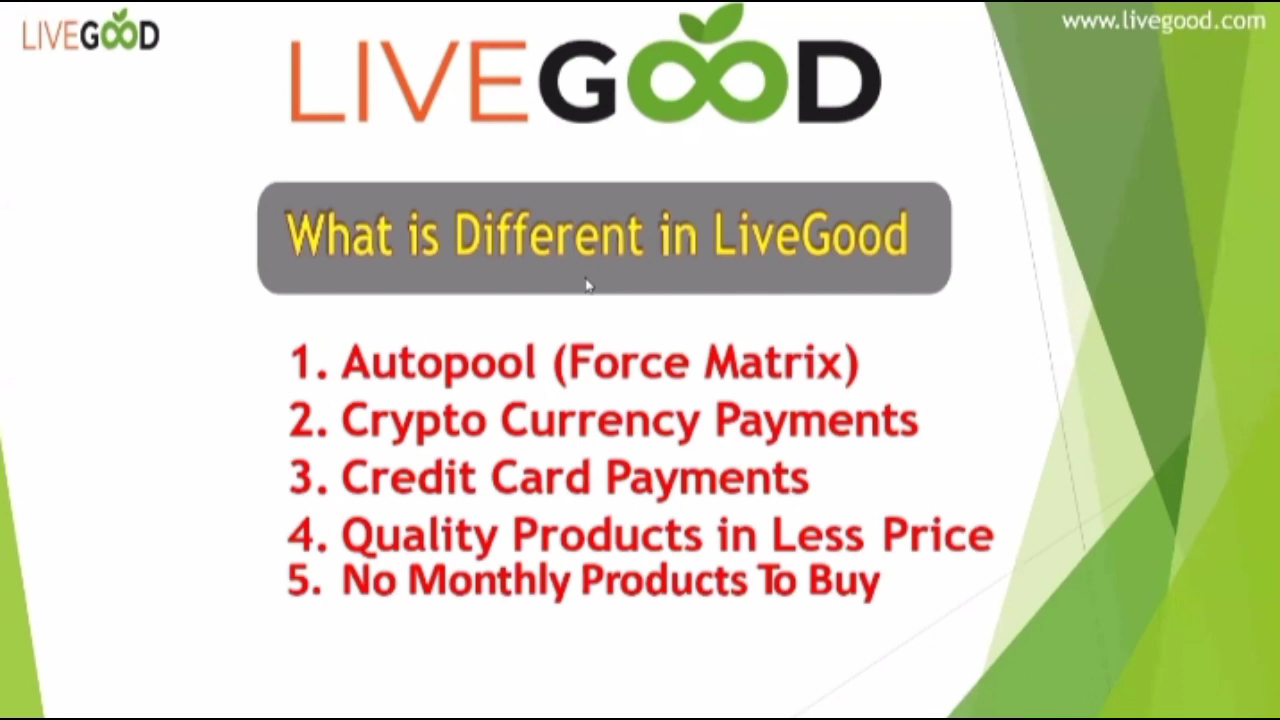 LIVEGOOD
www.livegood.com
LIVEGOOD
What is Different in LiveGood
1. Autopool (Force Matrix)
2. Crypto Currency Payments
3. Credit Card Payments
4. Quality Products in Less Price
5. No Monthly Products To Buy